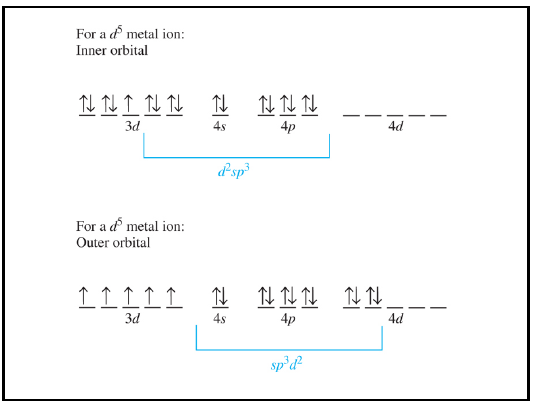 For a d⁵ metal ion:
Inner orbital
3d 4s 4p 4d
d²sp³
For a d⁵ metal ion:
Outer orbital
3d 4s 4p 4d
sp³d²